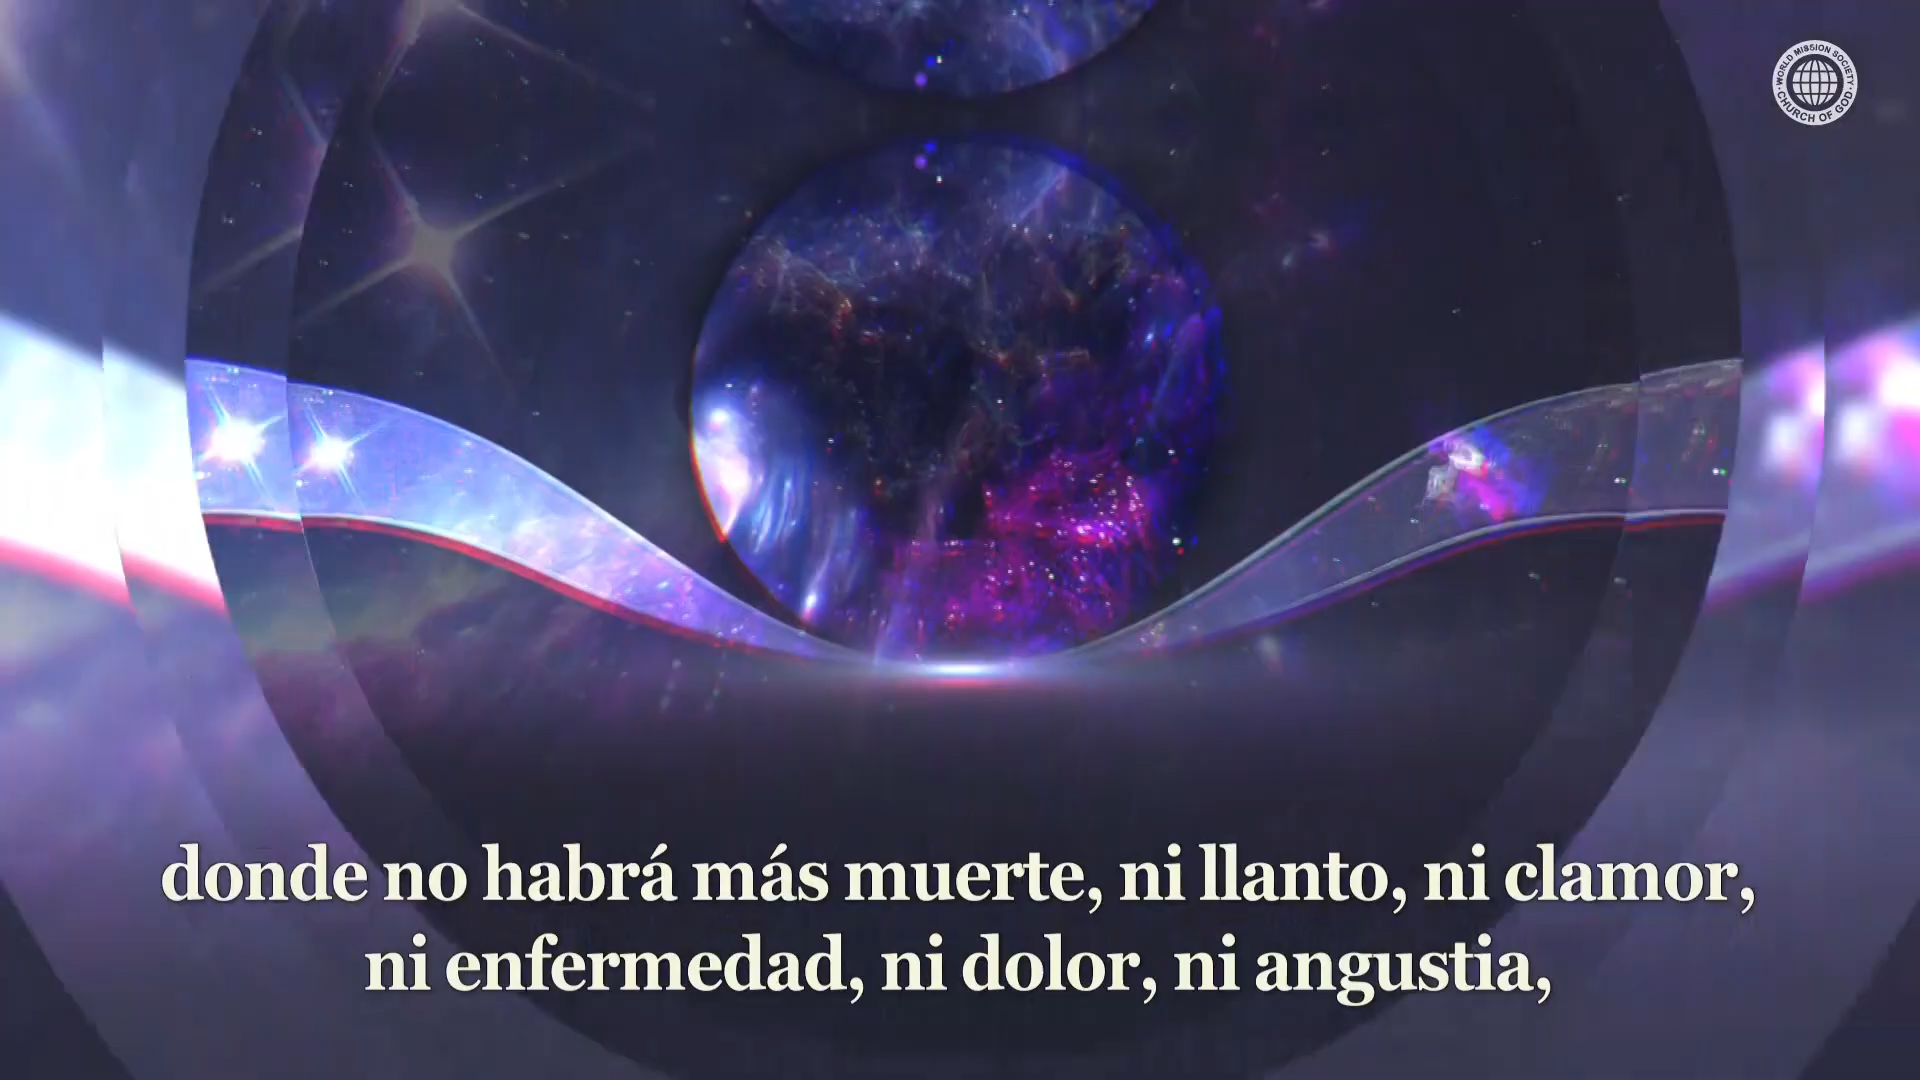 WORLD MISSION SOCIETY
CHURCH OF GOD
donde no habrá más muerte, ni llanto, ni clamor,
ni enfermedad, ni dolor, ni angustia,